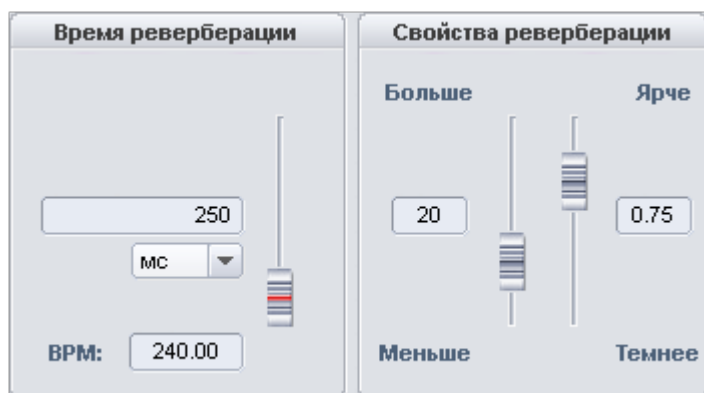 Время реверберации
250
мс
BPM: 240.00
Свойства реверберации
Больше Ярче
20 0.75
Меньше Темнее